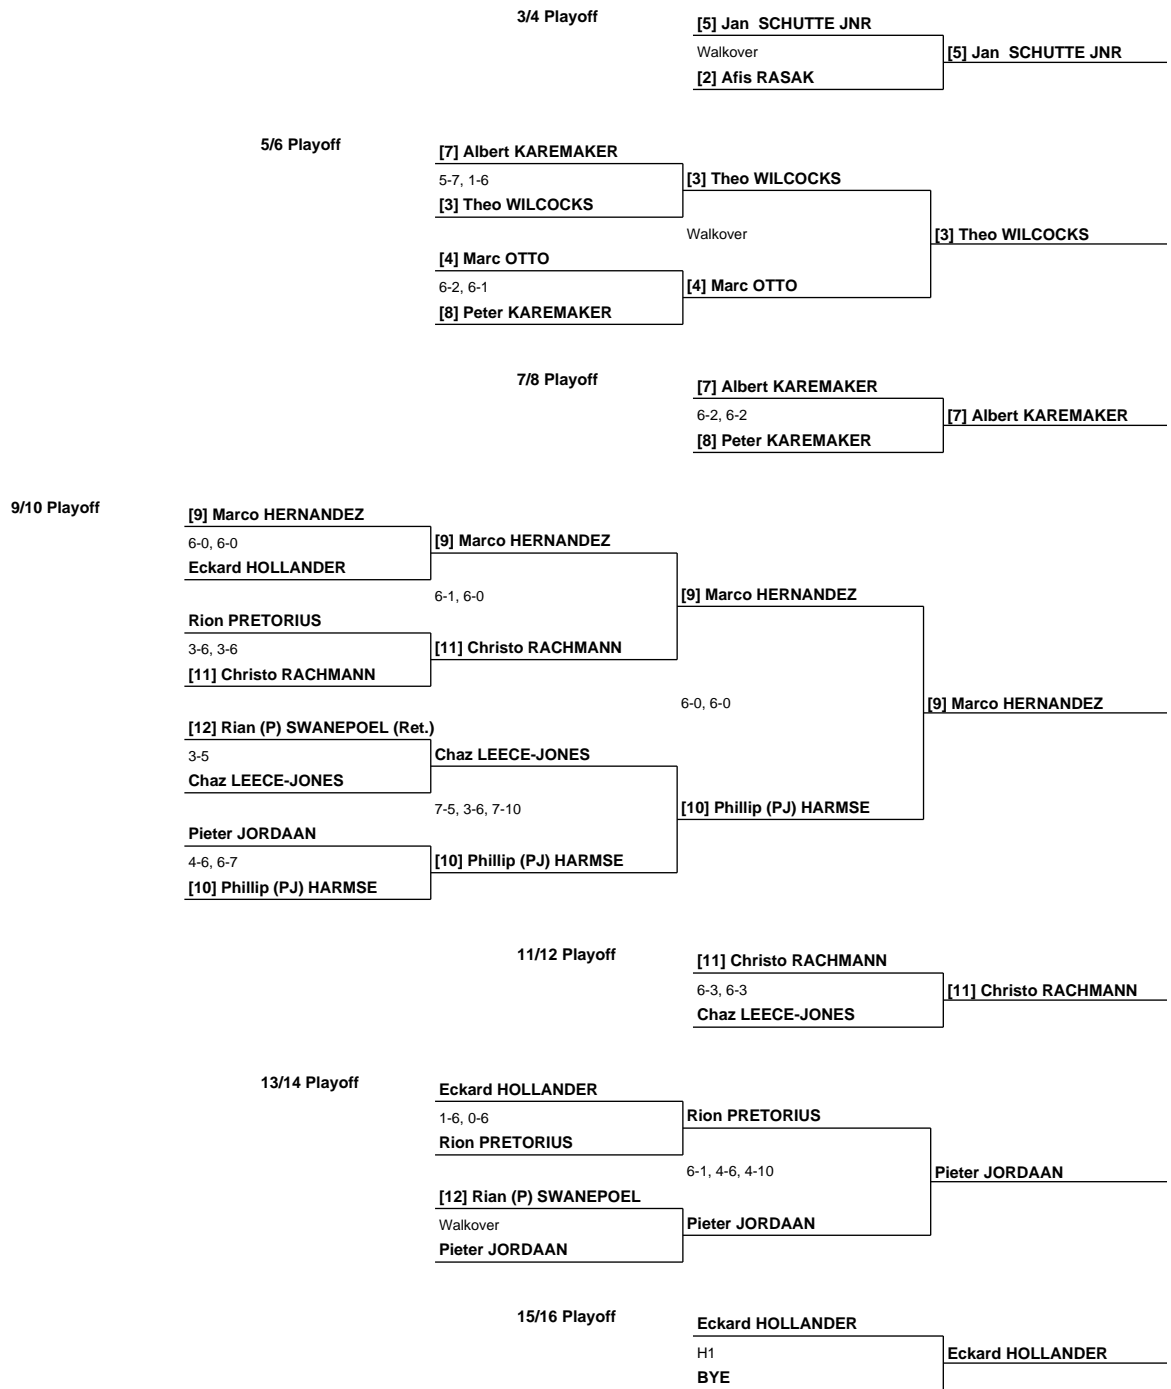 3/4 Playoff
[5] Jan  SCHUTTE JNR
Walkover
[5] Jan  SCHUTTE JNR
[2] Afis RASAK
5/6 Playoff
[7] Albert KAREMAKER
5-7, 1-6
[3] Theo WILCOCKS
[3] Theo WILCOCKS
Walkover
[3] Theo WILCOCKS
[4] Marc OTTO
6-2, 6-1
[4] Marc OTTO
[8] Peter KAREMAKER
7/8 Playoff
[7] Albert KAREMAKER
6-2, 6-2
[7] Albert KAREMAKER
[8] Peter KAREMAKER
9/10 Playoff
[9] Marco HERNANDEZ
6-0, 6-0
[9] Marco HERNANDEZ
Eckard HOLLANDER
6-1, 6-0
[9] Marco HERNANDEZ
Rion PRETORIUS
3-6, 3-6
[11] Christo RACHMANN
[11] Christo RACHMANN
6-0, 6-0
[9] Marco HERNANDEZ
[12] Rian (P) SWANEPOEL (Ret.)
3-5
Chaz LEECE-JONES
Chaz LEECE-JONES
7-5, 3-6, 7-10
[10] Phillip (PJ) HARMSE
Pieter JORDAAN
4-6, 6-7
[10] Phillip (PJ) HARMSE
[10] Phillip (PJ) HARMSE
11/12 Playoff
[11] Christo RACHMANN
6-3, 6-3
[11] Christo RACHMANN
Chaz LEECE-JONES
13/14 Playoff
Eckard HOLLANDER
1-6, 0-6
Rion PRETORIUS
Rion PRETORIUS
6-1, 4-6, 4-10
Pieter JORDAAN
[12] Rian (P) SWANEPOEL
Walkover
Pieter JORDAAN
Pieter JORDAAN
15/16 Playoff
Eckard HOLLANDER
H1
Eckard HOLLANDER
BYE